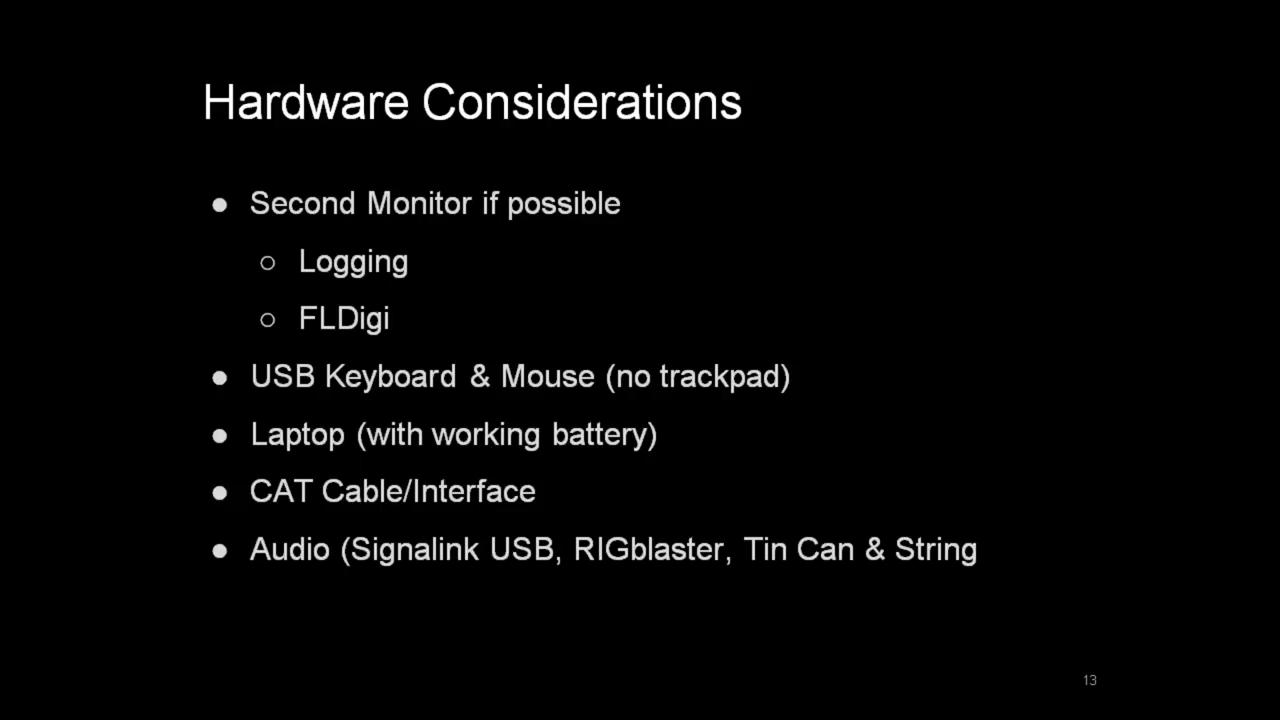 Hardware Considerations
● Second Monitor if possible
○ Logging
○ FLDigi
● USB Keyboard & Mouse (no trackpad)
● Laptop (with working battery)
● CAT Cable/Interface
● Audio (Signalink USB, RIGblaster, Tin Can & String
13